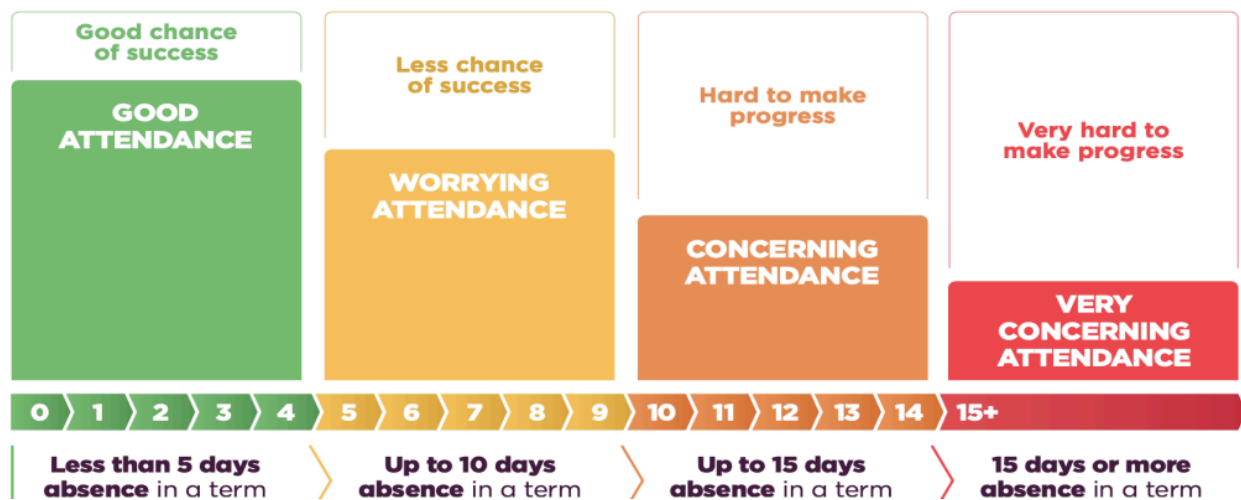 Good chance
of success
GOOD
ATTENDANCE
Less chance
of success
WORRYING
ATTENDANCE
Hard to make
progress
CONCERNING
ATTENDANCE
Very hard to
make progress
VERY
CONCERNING
ATTENDANCE
0 1 2 3 4 5 6 7 8 9 10 11 12 13 14 15+
Less than 5 days
absence in a term
Up to 10 days
absence in a term
Up to 15 days
absence in a term
15 days or more
absence in a term